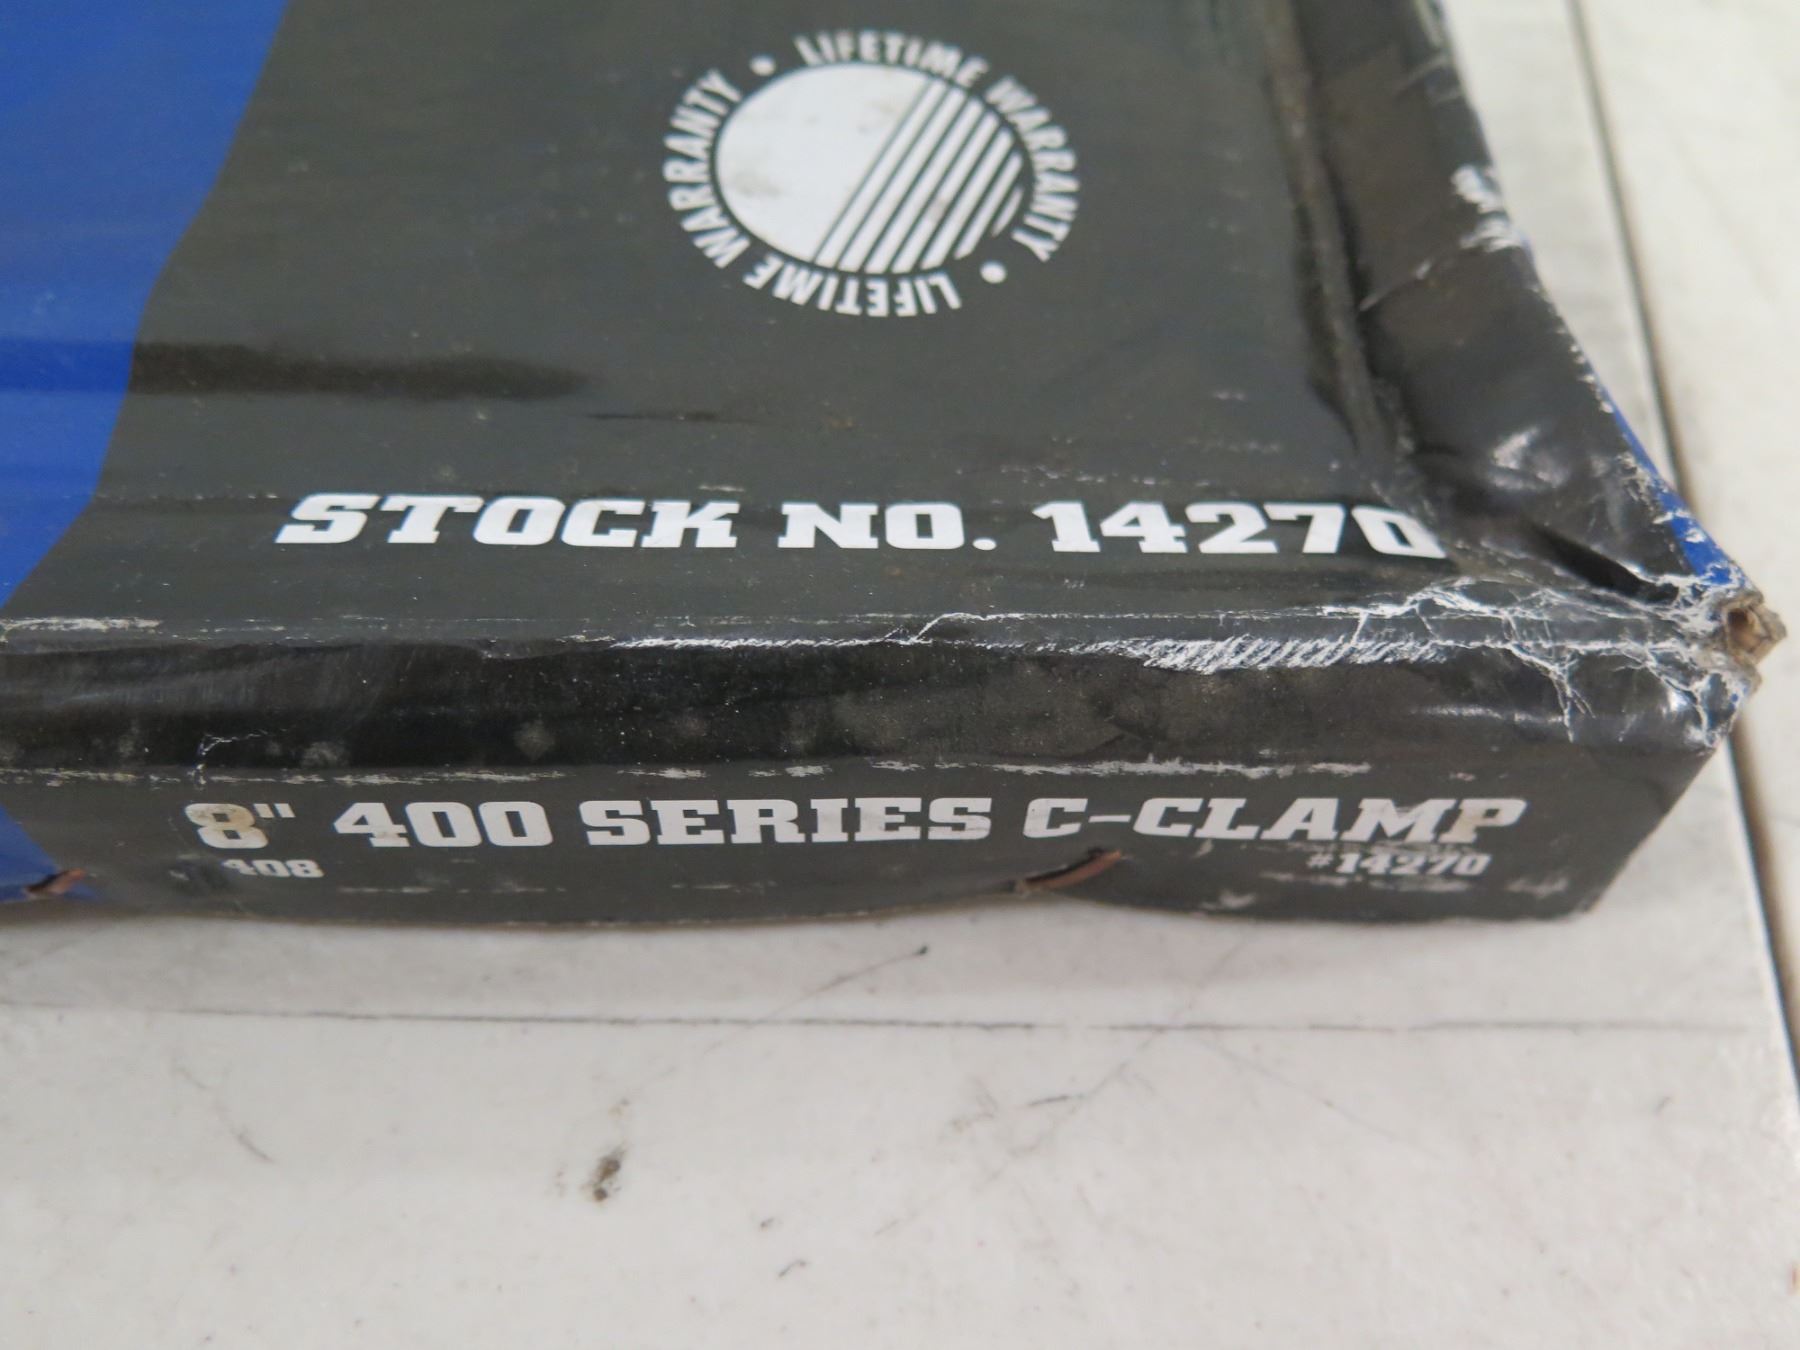 LIFETIME WARRANTY • LIFETIME WARRANTY •
STOCK NO. 14270
8" 400 SERIES C-CLAMP
408
#14270